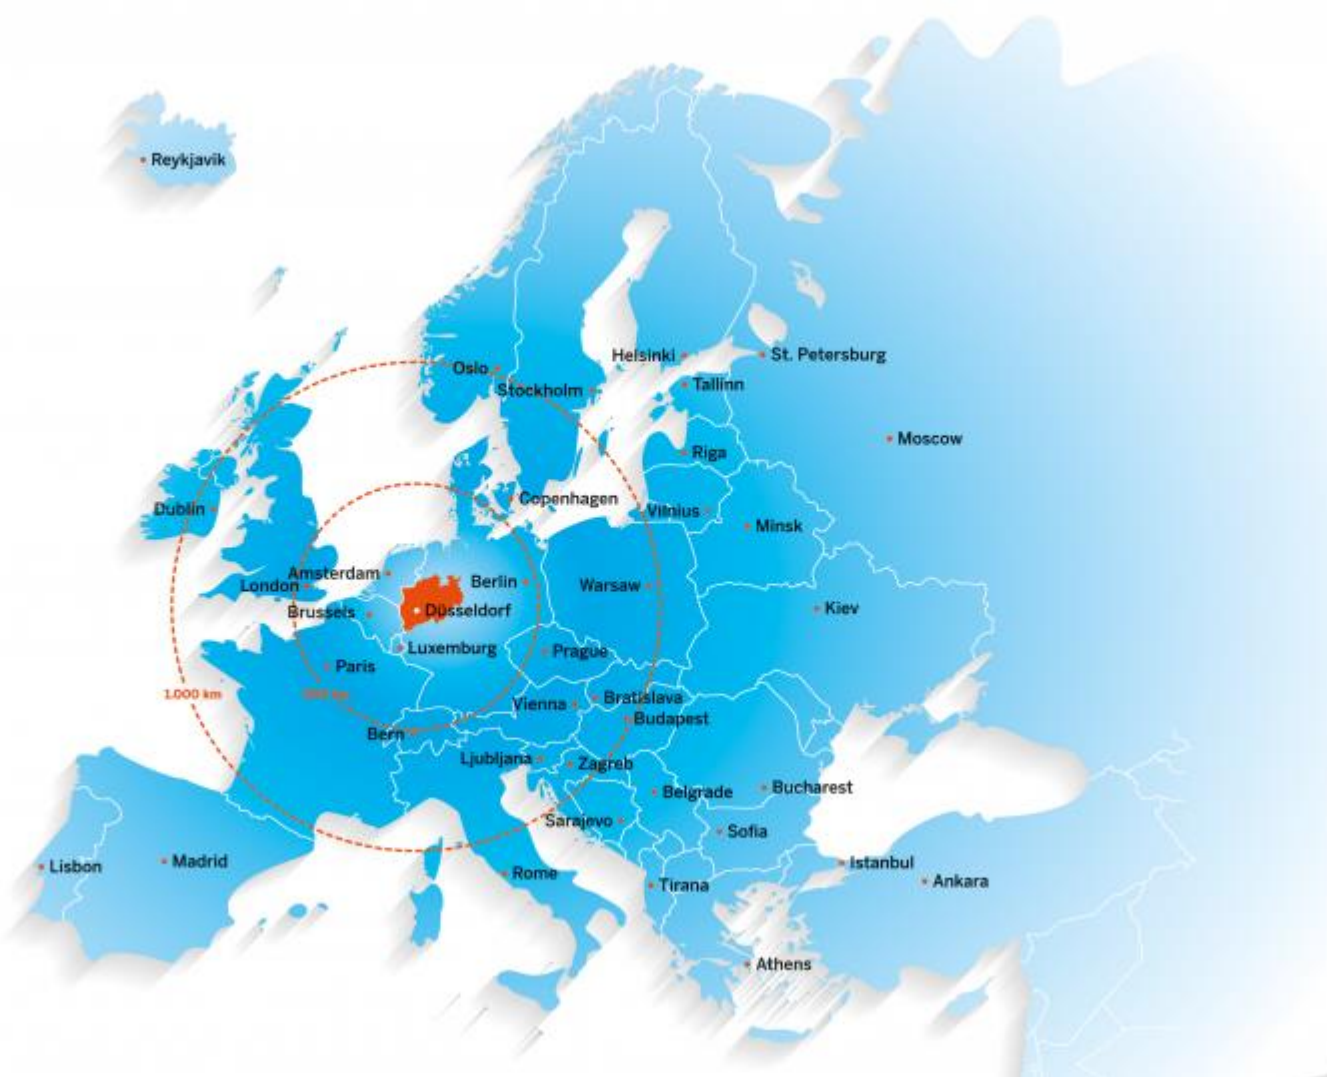 Reykjavik
Helsinki
St. Petersburg
Oslo
Stockholm
Tallinn
Moscow
Riga
Copenhagen
Dublin
Vilnius
Minsk
Amsterdam
Berlin
London
Warsaw
Brussels
Düsseldorf
Kiev
Luxemburg
Prague
Paris
1.000 km
Vienna
Bratislava
Budapest
Bern
Ljubljana
Zagreb
Belgrade
Bucharest
Sarajevo
Sofia
Lisbon
Madrid
Istanbul
Rome
Tirana
Ankara
Athens